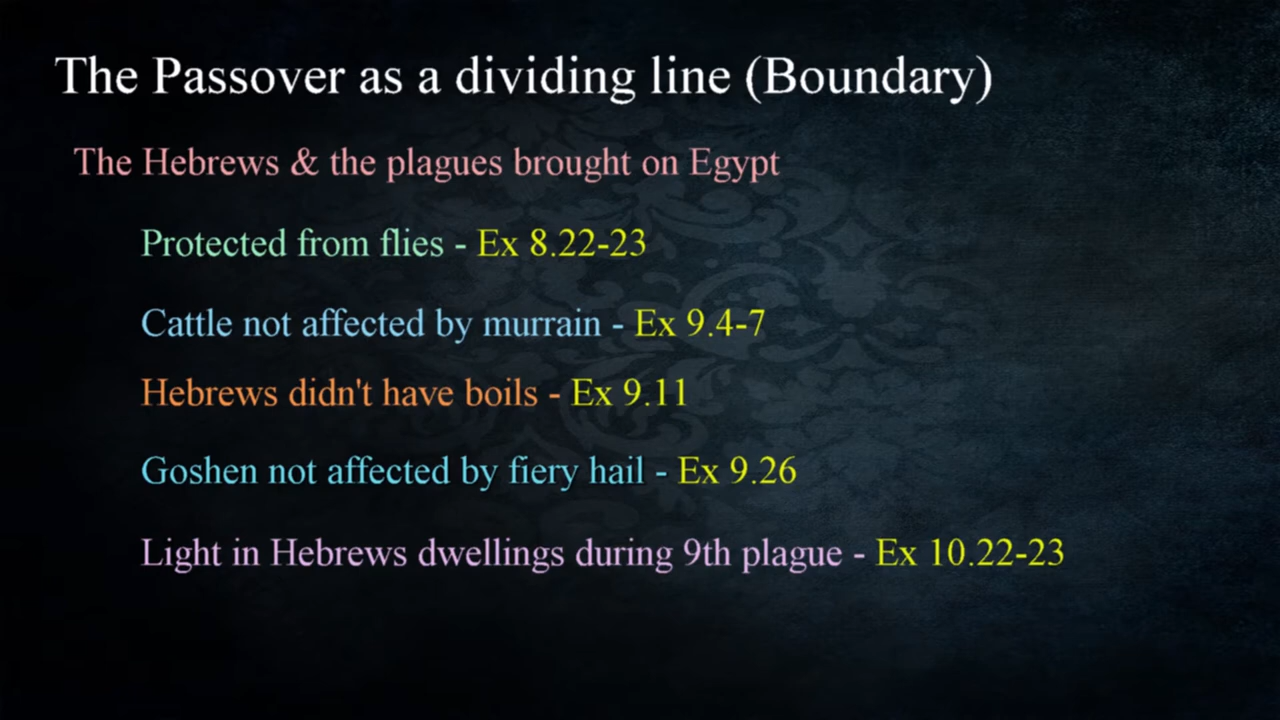 The Passover as a dividing line (Boundary)
The Hebrews & the plagues brought on Egypt
Protected from flies - Ex 8.22-23
Cattle not affected by murrain - Ex 9.4-7
Hebrews didn't have boils - Ex 9.11
Goshen not affected by fiery hail - Ex 9.26
Light in Hebrews dwellings during 9th plague - Ex 10.22-23